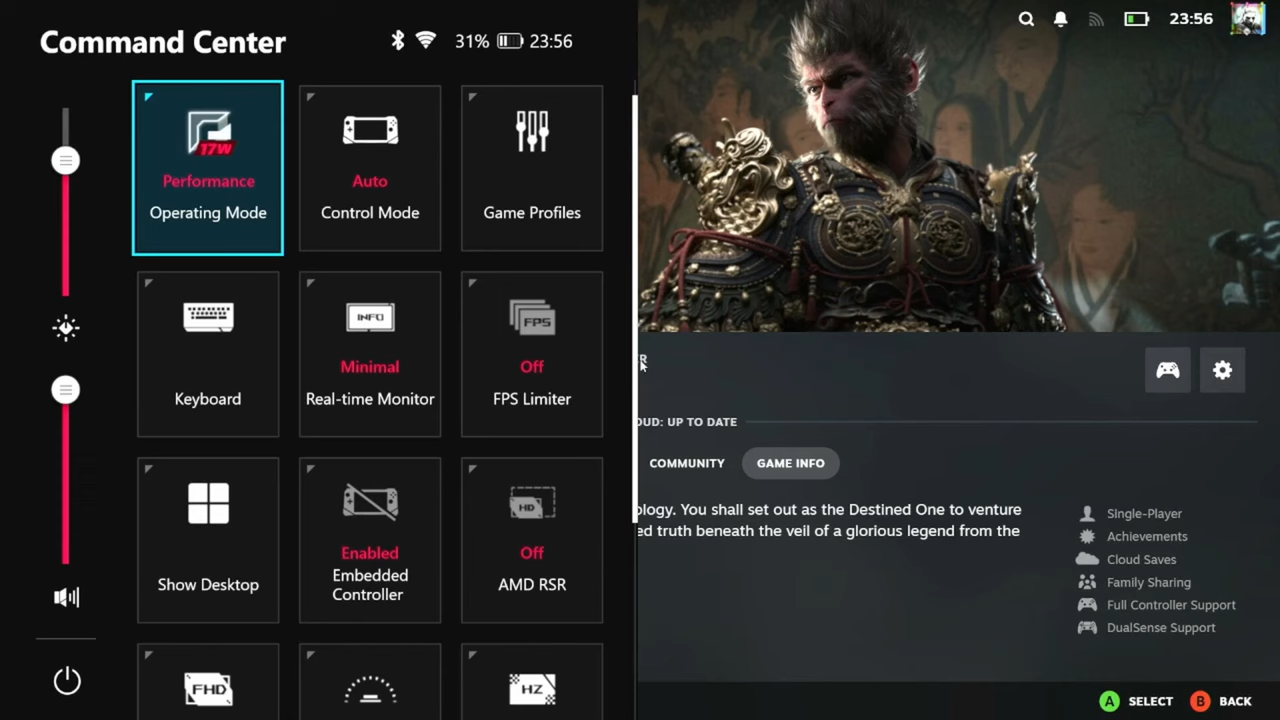 Command Center
31%
23:56
23:56
17W
Performance
Operating Mode
Auto
Control Mode
Game Profiles
Keyboard
INFO
Minimal
Real-time Monitor
FPS
Off
FPS Limiter
Show Desktop
Enabled
Embedded
Controller
HD
Off
AMD RSR
FHD
HZ
R
OUD: UP TO DATE
COMMUNITY
GAME INFO
ology. You shall set out as the Destined One to venture
ed truth beneath the veil of a glorious legend from the
Single-Player
Achievements
Cloud Saves
Family Sharing
Full Controller Support
DualSense Support
A SELECT
B BACK